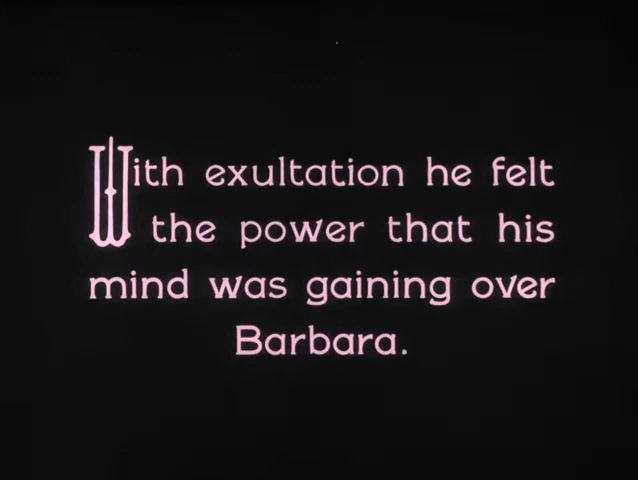 With exultation he felt
the power that his
mind was gaining over
Barbara.